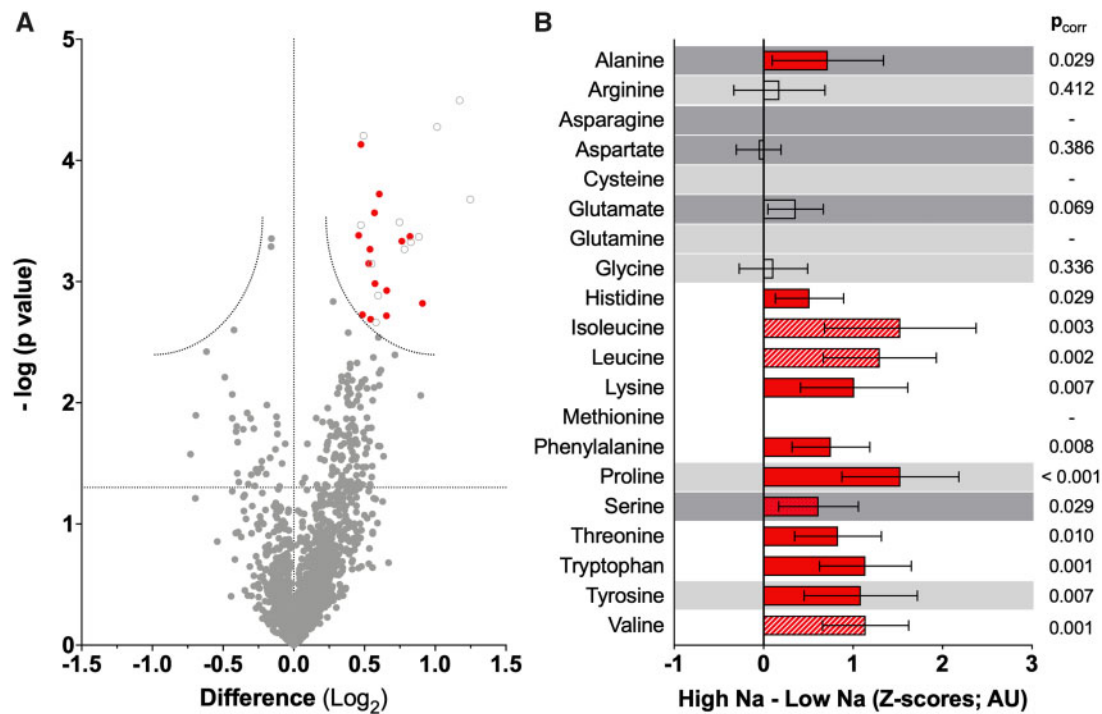 A
5
4
3
2
1
0
- log (p value)
-1.5 -1.0 -0.5 0.0 0.5 1.0 1.5
Difference (Log2)
B
pcorr
Alanine 0.029
Arginine 0.412
Asparagine -
Aspartate 0.386
Cysteine -
Glutamate 0.069
Glutamine -
Glycine 0.336
Histidine 0.029
Isoleucine 0.003
Leucine 0.002
Lysine 0.007
Methionine -
Phenylalanine 0.008
Proline < 0.001
Serine 0.029
Threonine 0.010
Tryptophan 0.001
Tyrosine 0.007
Valine 0.001
-1 0 1 2 3
High Na - Low Na (Z-scores; AU)